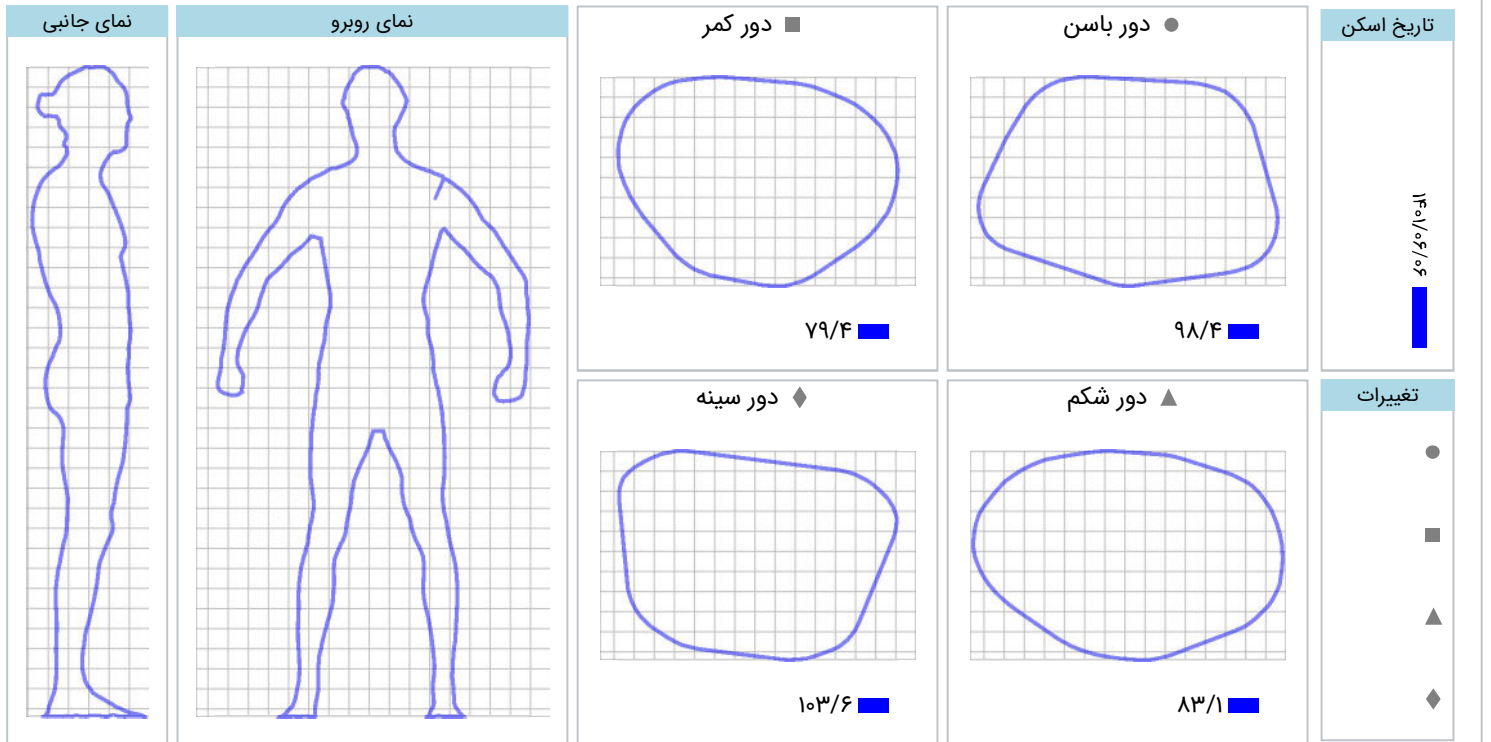 تاریخ اسکن
۱۴۰۱/۰۶/۰۶
دور باسن
۹۸/۴
دور کمر
۷۹/۴
نمای روبرو
نمای جانبی
تغییرات
دور شکم
۸۳/۱
دور سینه
۱۰۳/۶